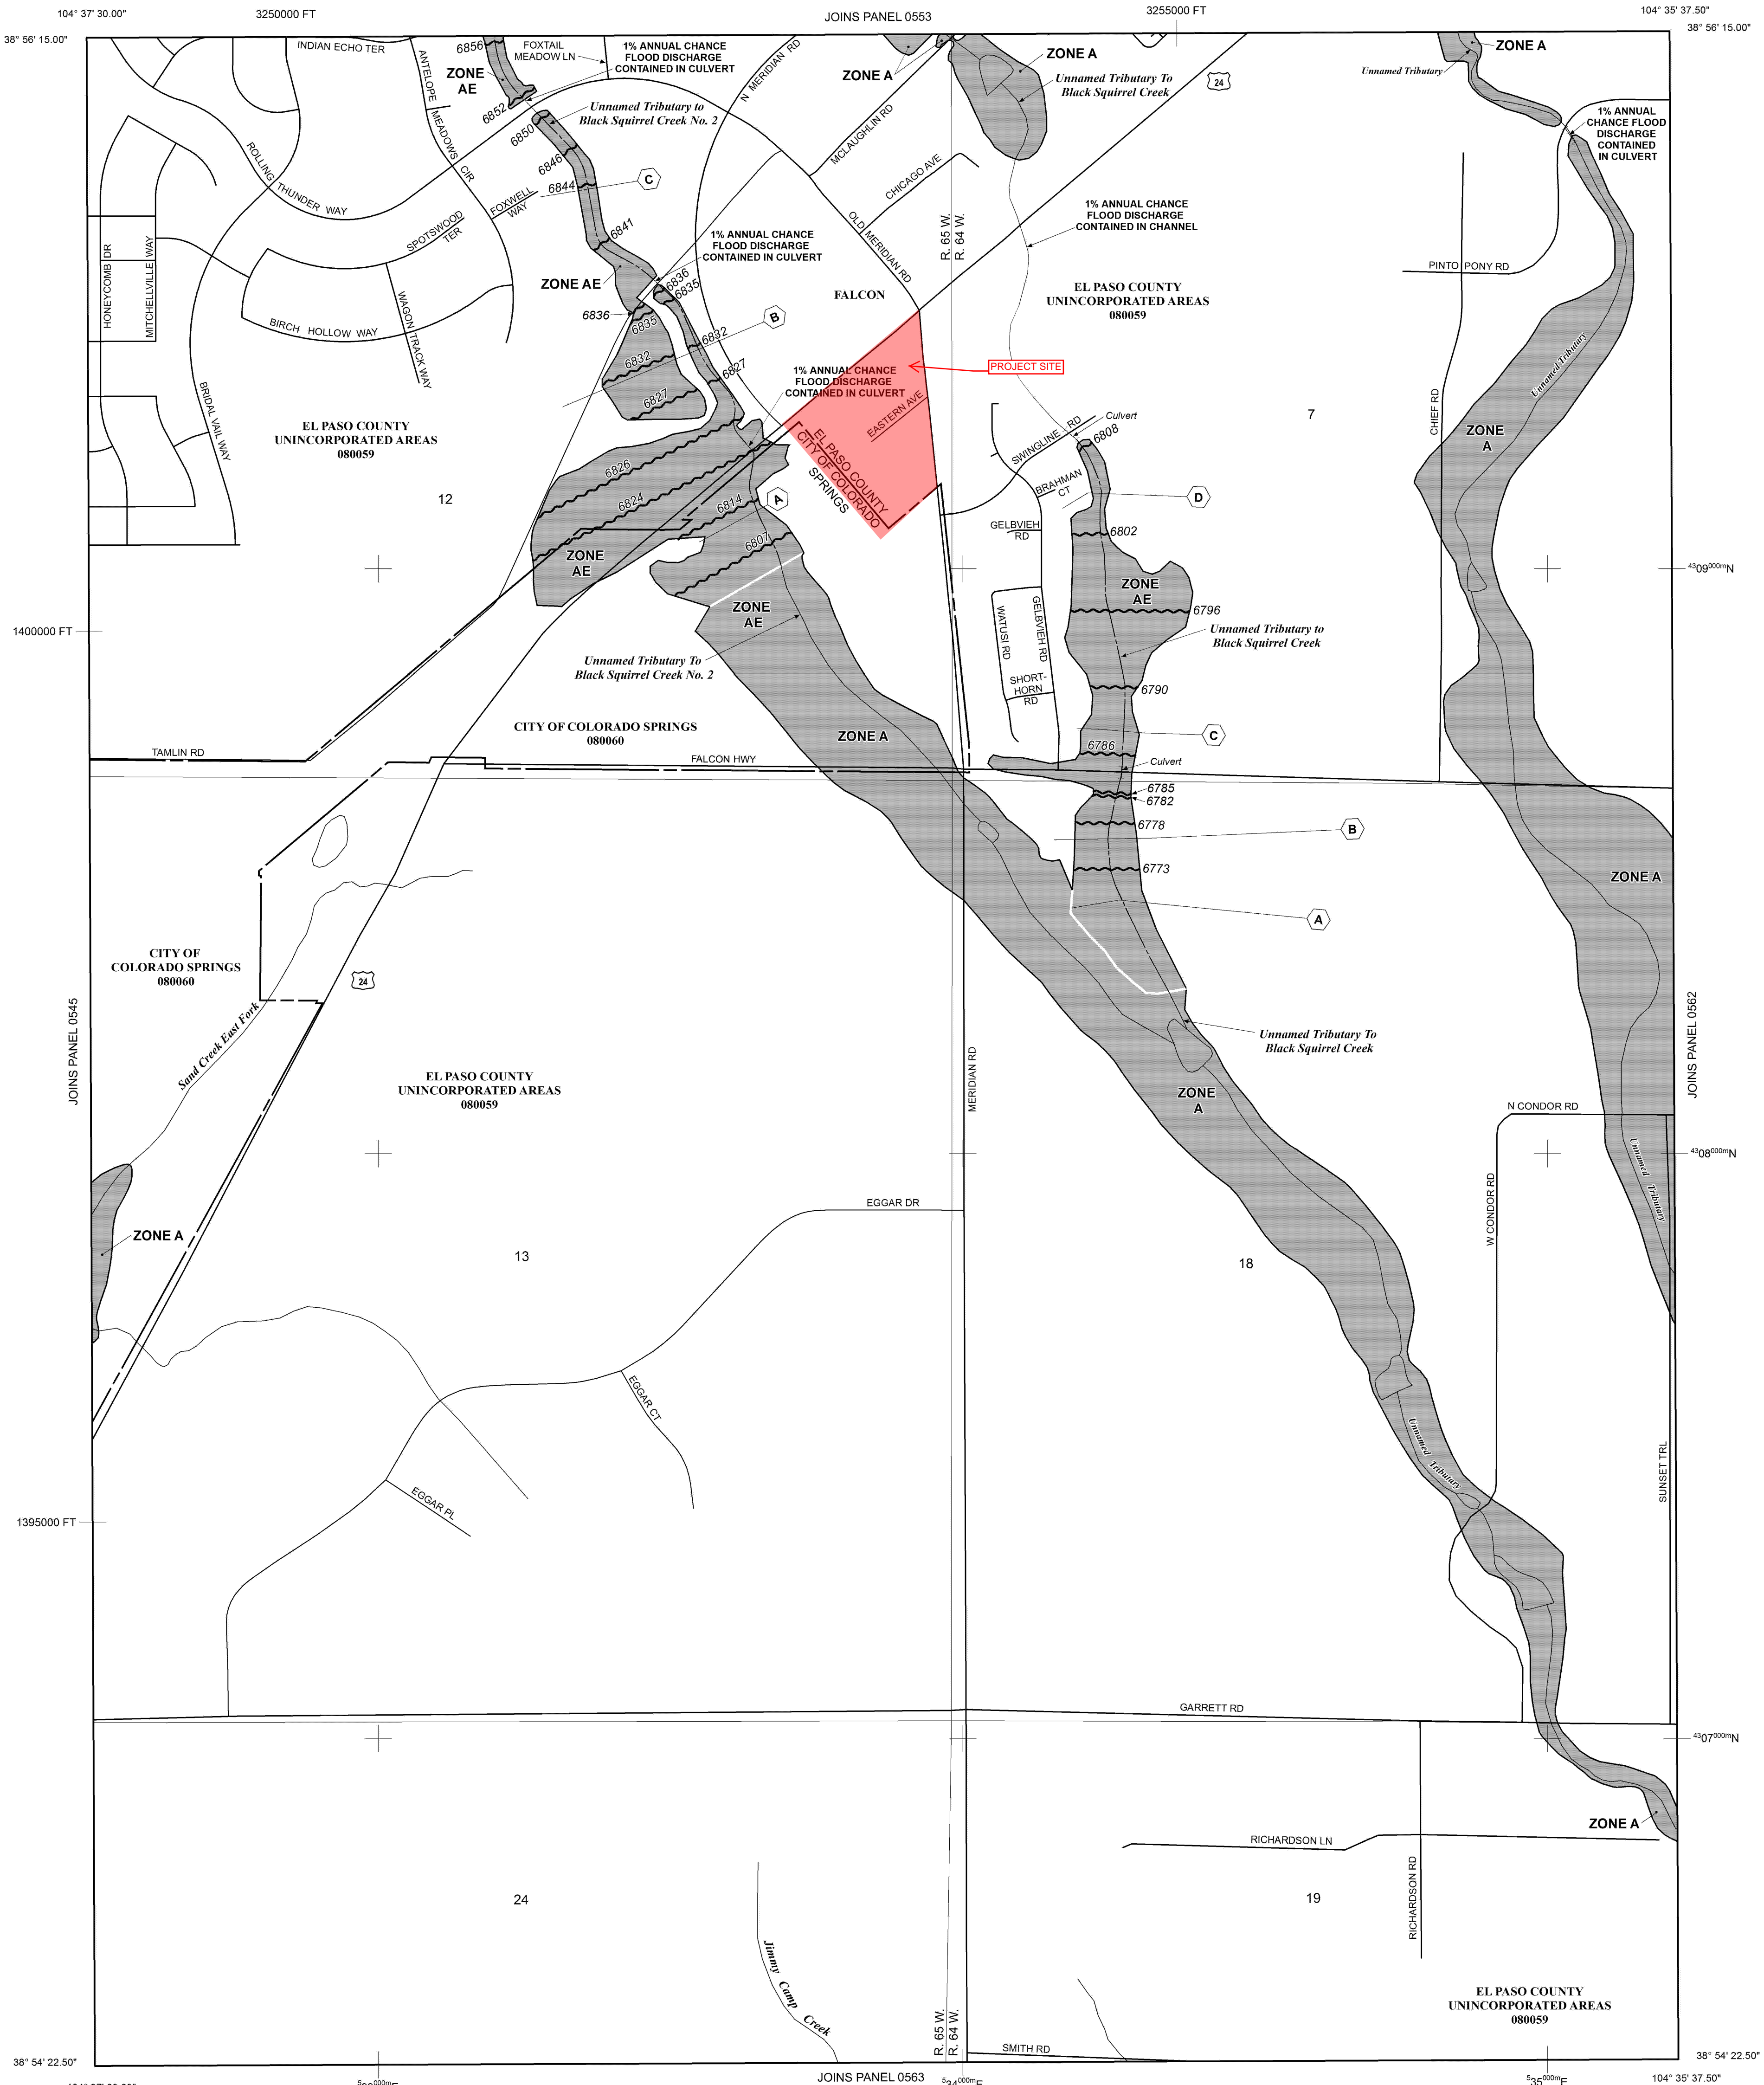 104° 37' 30.00"
3250000 FT
JOINS PANEL 0553
3255000 FT
104° 35' 37.50"
38° 56' 15.00"
38° 56' 15.00"
INDIAN ECHO TER
ANTELOPE MEADOWS CIR
6856
FOXTAIL
MEADOW LN
1% ANNUAL CHANCE
FLOOD DISCHARGE
CONTAINED IN CULVERT
ZONE
AE
6852
N MERIDIAN RD
ZONE A
ZONE A
Unnamed Tributary To
Black Squirrel Creek
24
ZONE A
Unnamed Tributary
1% ANNUAL
CHANCE FLOOD
DISCHARGE
CONTAINED
IN CULVERT
Unnamed Tributary to
Black Squirrel Creek No. 2
6850
6846
6844
C
MCLAUGHLIN RD
CHICAGO AVE
ROLLING THUNDER WAY
FOXWELL
WAY
SPOTSWOOD
TER
6841
OLD MERIDIAN RD
R. 65 W.
R. 64 W.
1% ANNUAL CHANCE
FLOOD DISCHARGE
CONTAINED IN CHANNEL
1% ANNUAL CHANCE
FLOOD DISCHARGE
CONTAINED IN CULVERT
HONEYCOMB DR
MITCHELLVILLE WAY
PINTO PONY RD
ZONE AE
6836
6835
FALCON
EL PASO COUNTY
UNINCORPORATED AREAS
080059
WAGON TRACK WAY
BIRCH HOLLOW WAY
6836
6835
B
6832
6832
6827
6827
1% ANNUAL CHANCE
FLOOD DISCHARGE
CONTAINED IN CULVERT
PROJECT SITE
Unnamed Tributary
BRIDAL VAIL WAY
EASTERN AVE
CHIEF RD
7
EL PASO COUNTY
UNINCORPORATED AREAS
080059
EL PASO COUNTY
CITY OF COLORADO
SPRINGS
Culvert
SWINGLINE RD
6808
ZONE
A
6826
12
6824
6814
A
BRAHMAN
CT
D
GELBVIEH
RD
6802
6807
ZONE
AE
4309000mN
ZONE
AE
ZONE
AE
6796
WATUSI RD
GELBVIEH RD
1400000 FT
Unnamed Tributary to
Black Squirrel Creek
Unnamed Tributary To
Black Squirrel Creek No. 2
SHORT-
HORN
RD
6790
CITY OF COLORADO SPRINGS
080060
ZONE A
C
6786
TAMLIN RD
FALCON HWY
Culvert
6785
6782
6778
B
6773
ZONE A
A
CITY OF
COLORADO SPRINGS
080060
24
JOINS PANEL 0545
JOINS PANEL 0562
Sand Creek East Fork
Unnamed Tributary To
Black Squirrel Creek
MERIDIAN RD
EL PASO COUNTY
UNINCORPORATED AREAS
080059
ZONE
A
N CONDOR RD
4308000mN
Unnamed Tributary
W CONDOR RD
EGGAR DR
ZONE A
13
18
EGGAR CT
Unnamed Tributary
SUNSET TRL
EGGAR PL
1395000 FT
GARRETT RD
4307000mN
ZONE A
RICHARDSON LN
RICHARDSON RD
24
19
Jimmy Camp Creek
EL PASO COUNTY
UNINCORPORATED AREAS
080059
R. 65 W.
R. 64 W.
SMITH RD
38° 54' 22.50"
38° 54' 22.50"
JOINS PANEL 0563
534000mE
535000mE
104° 35' 37.50"